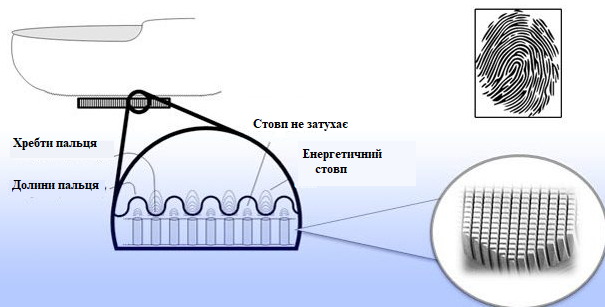 Стовп не затухає
Хребти пальця
Енергетичний
стовп
Долини пальця